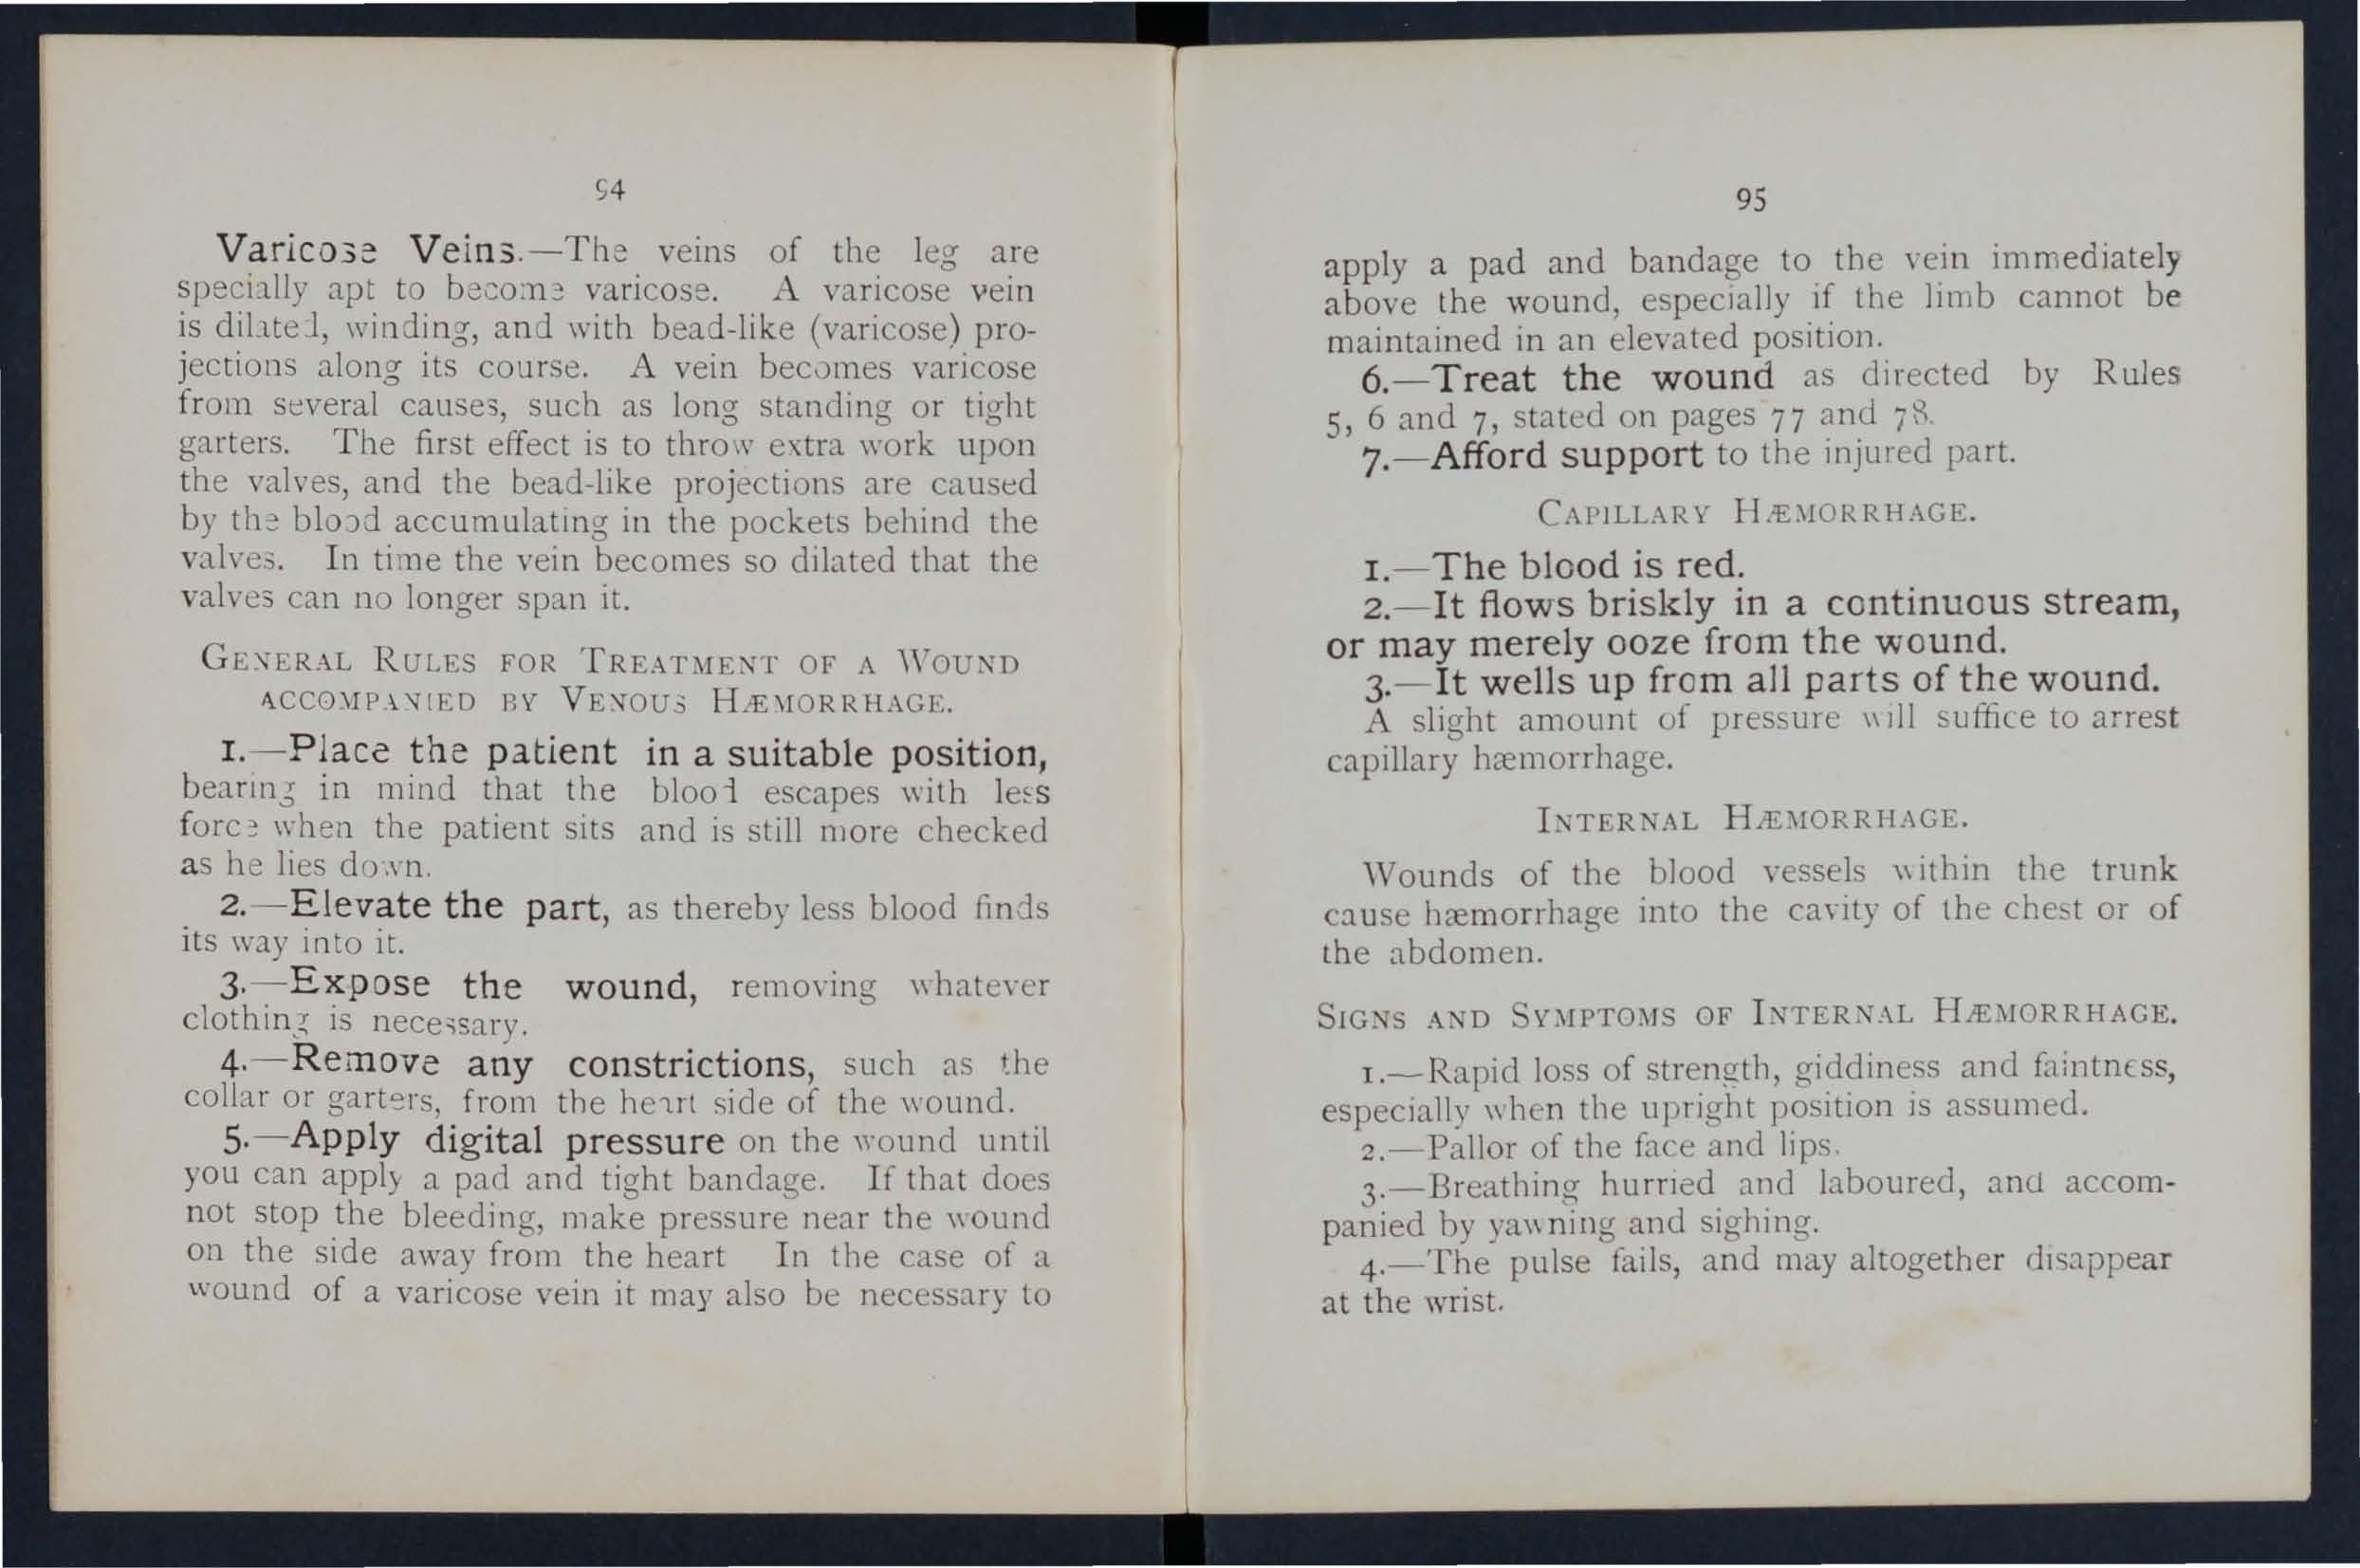 94
Varicose Veins.—The veins of the leg are
specially apt to become varicose. A varicose vein
is dilated, winding, and with bead-like (varicose) pro-
jections along its course. A vein becomes varicose
from several causes, such as long standing or tight
garters. The first effect is to throw extra work upon
the valves, and the bead-like projections are caused
by the blood accumulating in the pockets behind the
valves. In time the vein becomes so dilated that the
valves can no longer span it.
GENERAL RULES FOR TREATMENT OF A WOUND
ACCOMPANIED BY VENOUS HÆMORRHAGE.
1.—Place the patient in a suitable position,
bearing in mind that the blood escapes with less
force when the patient sits and is still more checked
as he lies down.
2.—Elevate the part, as thereby less blood finds
its way into it.
3.—Expose the wound, removing whatever
clothing is necessary.
4.—Remove any constrictions, such as the
collar or garters, from the heart side of the wound.
5.—Apply digital pressure on the wound until
you can apply a pad and tight bandage. If that does
not stop the bleeding, make pressure near the wound
on the side away from the heart In the case of a
wound of a varicose vein it may also be necessary to
95
apply a pad and bandage to the vein immediately
above the wound, especially if the limb cannot be
maintained in an elevated position.
6.—Treat the wound as directed by Rules
5, 6 and 7, stated on pages 77 and 78.
7.—Afford support to the injured part.
CAPILLARY HÆMORRHAGE.
1.—The blood is red.
2.—It flows briskly in a continuous stream,
or may merely ooze from the wound.
3.—It wells up from all parts of the wound.
A slight amount of pressure will suffice to arrest
capillary hæmorrhage.
INTERNAL HÆMORRHAGE.
Wounds of the blood vessels within the trunk
cause hæmorrhage into the cavity of the chest or of
the abdomen.
SIGNS AND SYMPTOMS OF INTERNAL HÆMORRHAGE.
1.—Rapid loss of strength, giddiness and faintness,
especially when the upright position is assumed.
2.—Pallor of the face and lips.
3.—Breathing hurried and laboured, and accom-
panied by yawning and sighing.
4.—The pulse fails, and may altogether disappear
at the wrist.